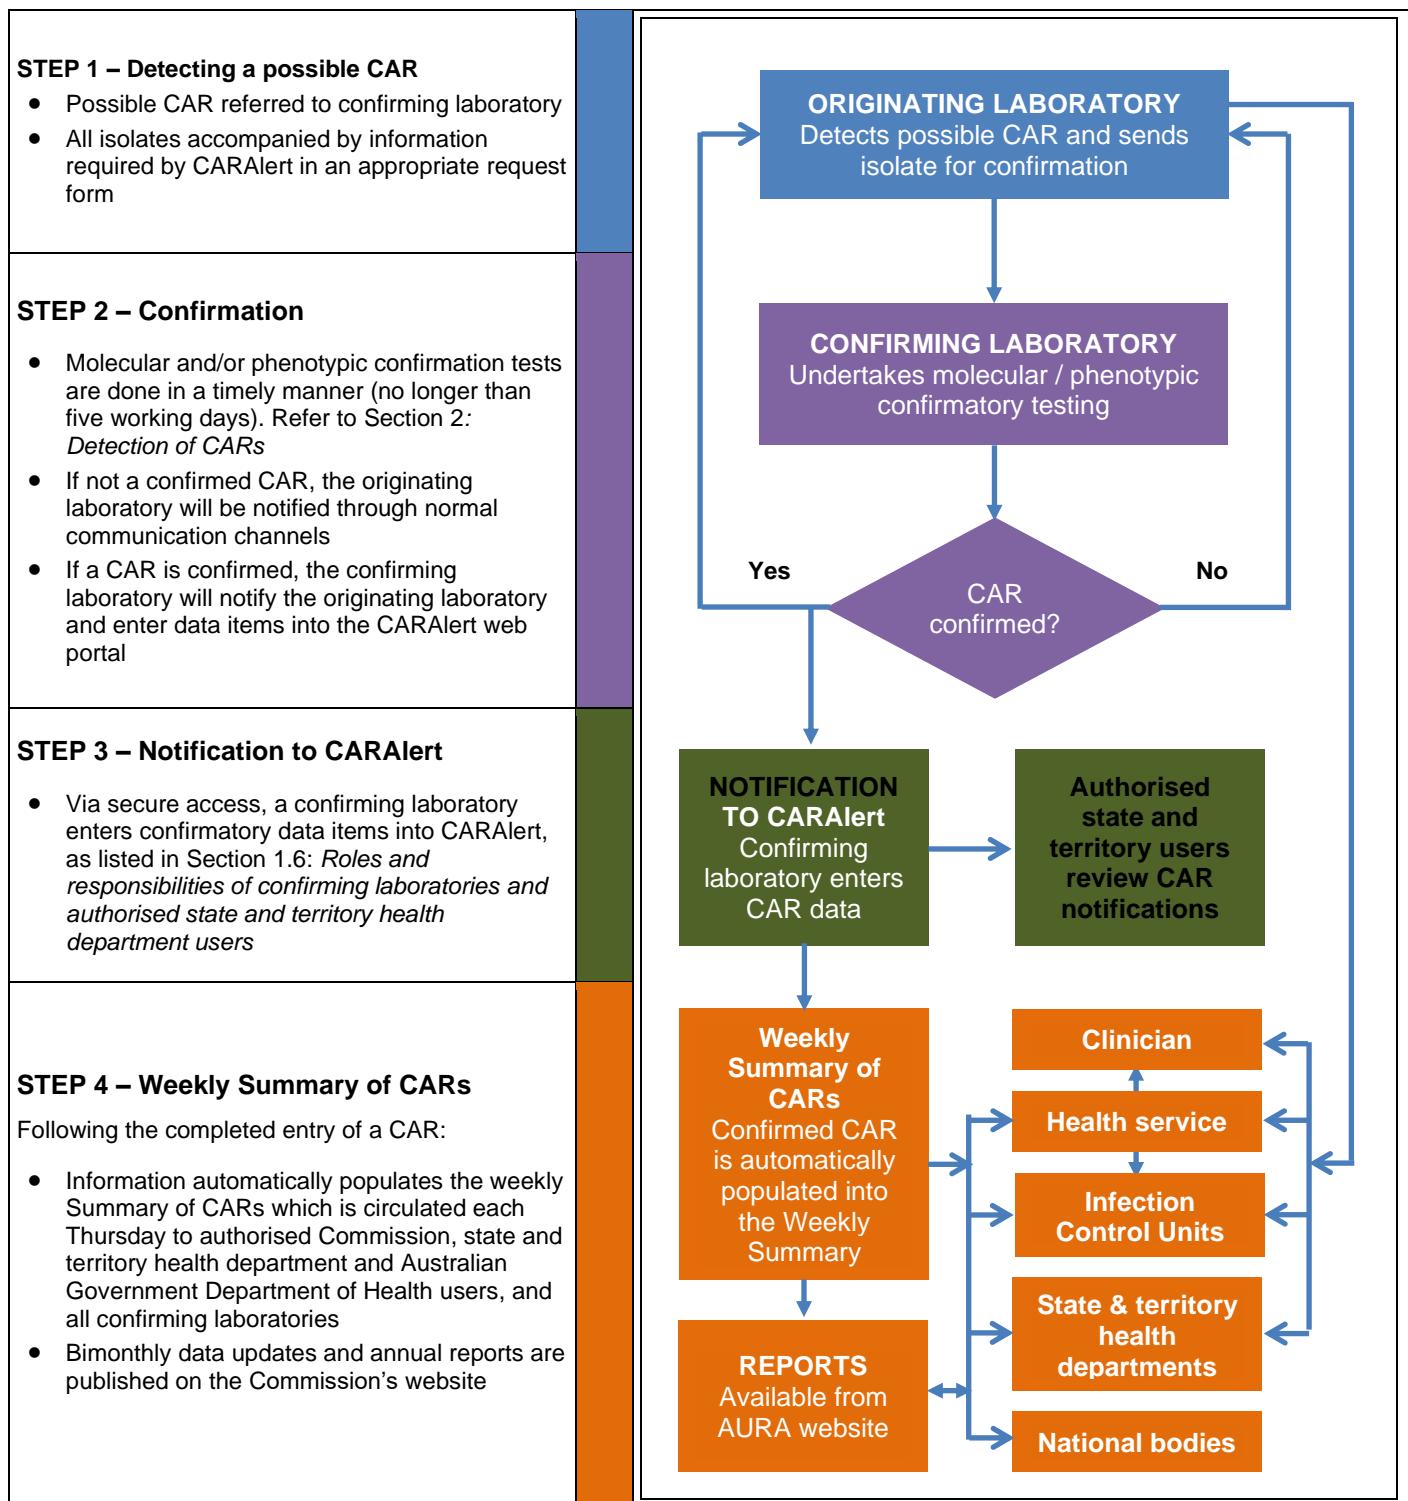 STEP 1 – Detecting a possible CAR
● Possible CAR referred to confirming laboratory
● All isolates accompanied by information
required by CARAlert in an appropriate request
form
STEP 2 – Confirmation
● Molecular and/or phenotypic confirmation tests
are done in a timely manner (no longer than
five working days). Refer to Section 2:
Detection of CARs
● If not a confirmed CAR, the originating
laboratory will be notified through normal
communication channels
● If a CAR is confirmed, the confirming
laboratory will notify the originating laboratory
and enter data items into the CARAlert web
portal
STEP 3 – Notification to CARAlert
● Via secure access, a confirming laboratory
enters confirmatory data items into CARAlert,
as listed in Section 1.6: Roles and
responsibilities of confirming laboratories and
authorised state and territory health
department users
STEP 4 – Weekly Summary of CARs
Following the completed entry of a CAR:
● Information automatically populates the weekly
Summary of CARs which is circulated each
Thursday to authorised Commission, state and
territory health department and Australian
Government Department of Health users, and
all confirming laboratories
● Bimonthly data updates and annual reports are
published on the Commission's website
ORIGINATING LABORATORY
Detects possible CAR and sends
isolate for confirmation
CONFIRMING LABORATORY
Undertakes molecular / phenotypic
confirmatory testing
Yes
No
CAR
confirmed?
NOTIFICATION
TO CARAlert
Confirming
laboratory enters
CAR data
Authorised
state and
territory users
review CAR
notifications
Weekly
Summary of
CARs
Confirmed CAR
is automatically
populated into
the Weekly
Summary
Clinician
Health service
Infection
Control Units
State & territory
health
departments
National bodies
REPORTS
Available from
AURA website